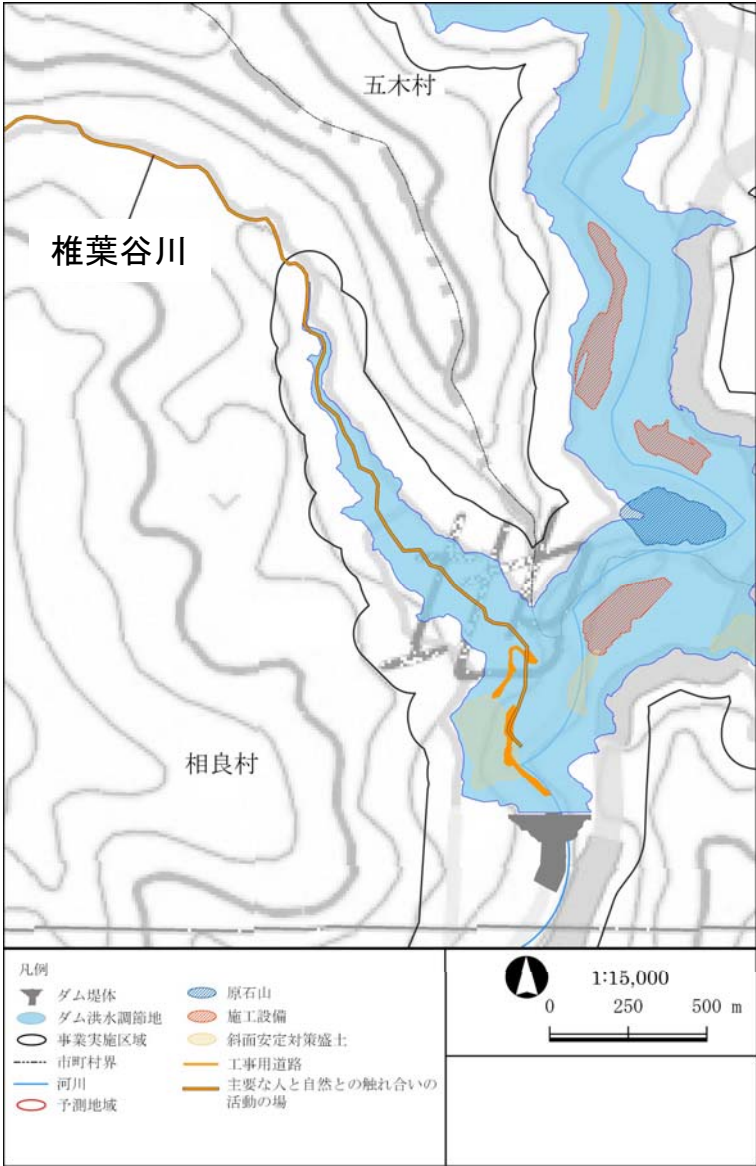 五木村
椎葉谷川
相良村
凡例
ダム堤体
ダム洪水調節地
事業実施区域
市町村界
河川
予測地域
原石山
施工設備
斜面安定対策盛土
工事用道路
主要な人と自然との触れ合いの
活動の場
1:15,000
0 250 500 m